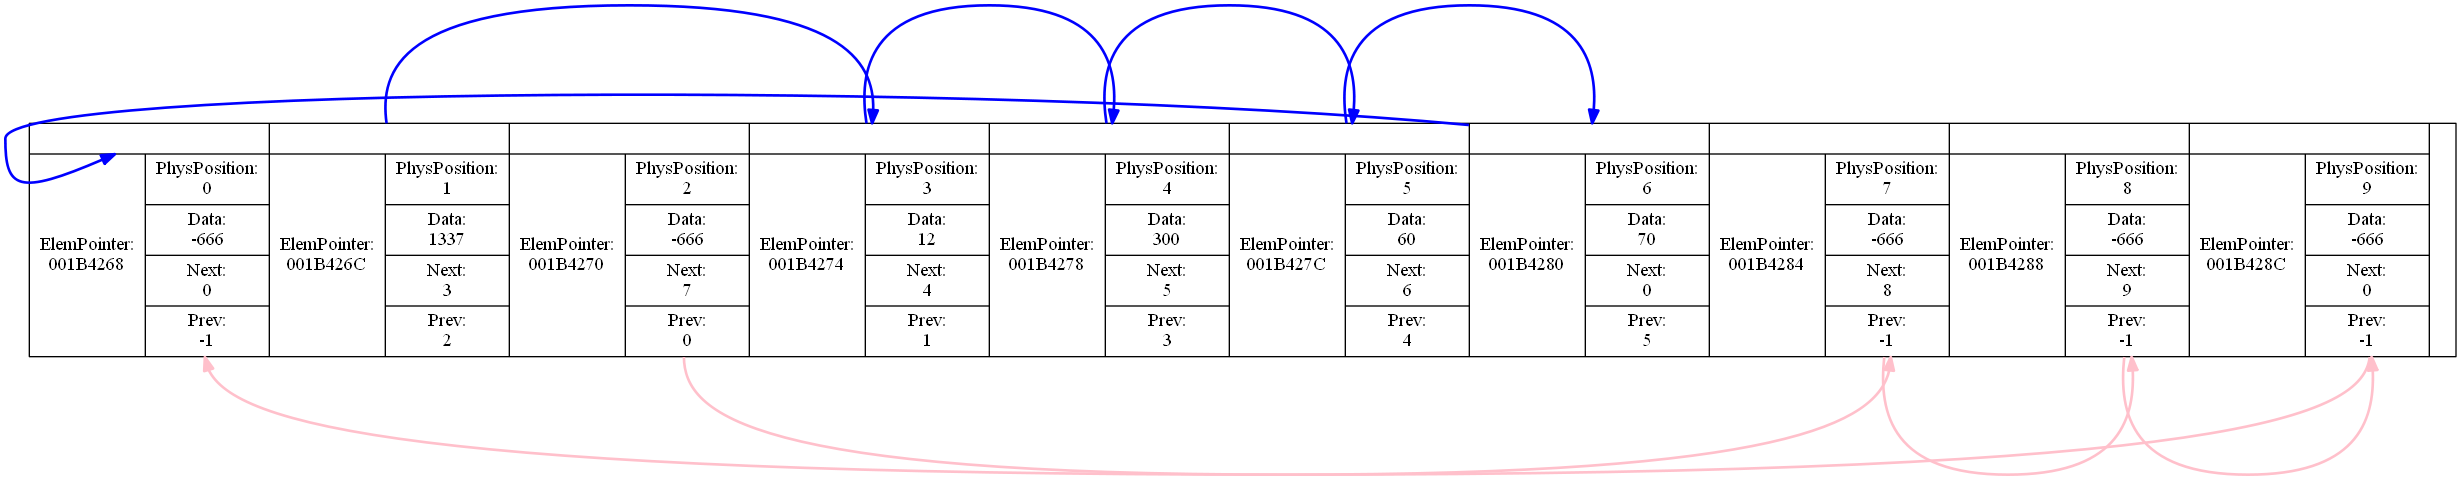 ElemPointer:
001B4268
PhysPosition:
0
Data:
-666
Next:
0
Prev:
-1
ElemPointer:
001B426C
PhysPosition:
1
Data:
1337
Next:
3
Prev:
2
ElemPointer:
001B4270
PhysPosition:
2
Data:
-666
Next:
7
Prev:
0
ElemPointer:
001B4274
PhysPosition:
3
Data:
12
Next:
4
Prev:
1
ElemPointer:
001B4278
PhysPosition:
4
Data:
300
Next:
5
Prev:
3
ElemPointer:
001B427C
PhysPosition:
5
Data:
60
Next:
6
Prev:
4
ElemPointer:
001B4280
PhysPosition:
6
Data:
70
Next:
0
Prev:
5
ElemPointer:
001B4284
PhysPosition:
7
Data:
-666
Next:
8
Prev:
-1
ElemPointer:
001B4288
PhysPosition:
8
Data:
-666
Next:
9
Prev:
-1
ElemPointer:
001B428C
PhysPosition:
9
Data:
-666
Next:
0
Prev:
-1